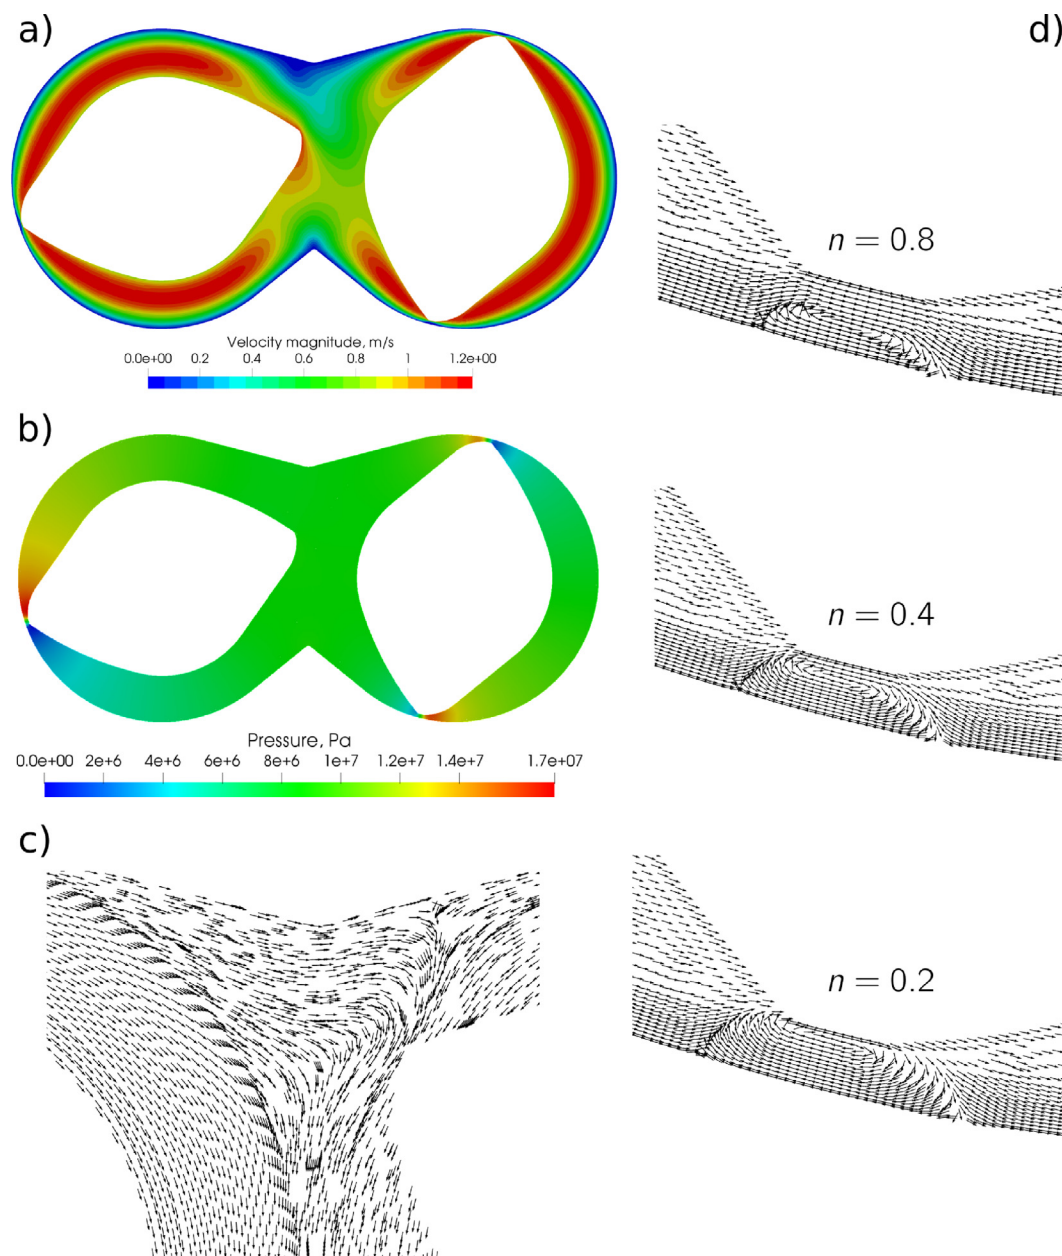 a)
Velocity magnitude, m/s
0.0e+00 0.2 0.4 0.6 0.8 1 1.2e+00
b)
Pressure, Pa
0.0e+00 2e+6 4e+6 6e+6 8e+6 1e+7 1.2e+7 1.4e+7 1.7e+07
c)
d)
n = 0.8
n = 0.4
n = 0.2